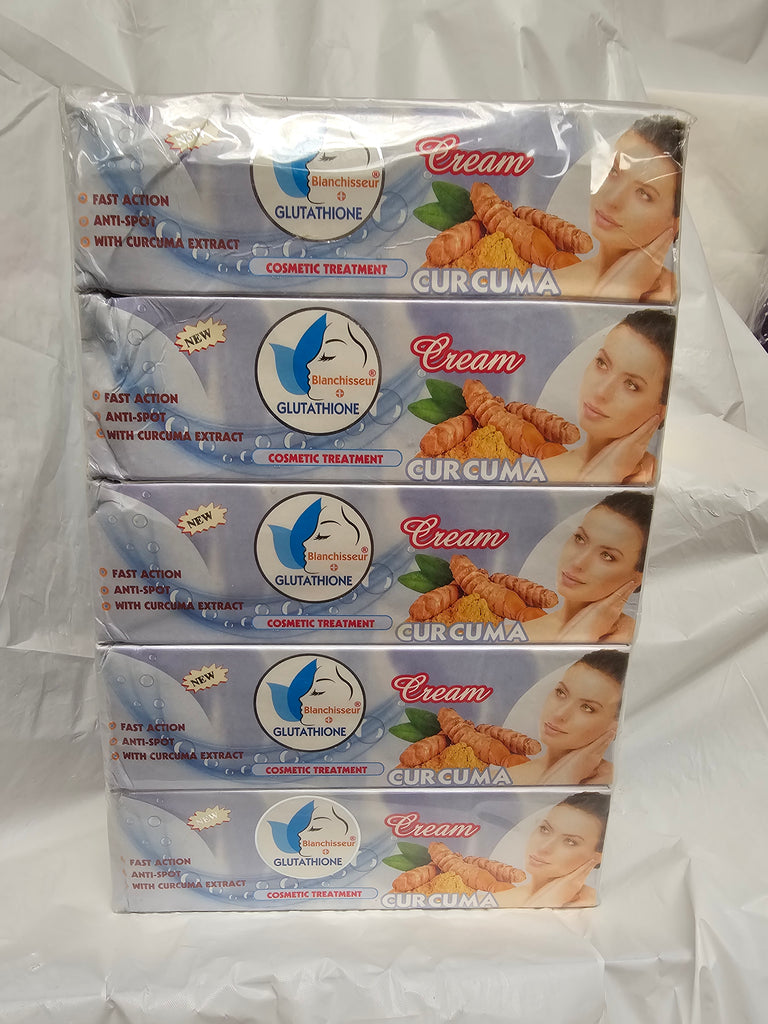 NEW
Blanchisseur®
GLUTATHIONE
Cream
FAST ACTION
ANTI-SPOT
WITH CURCUMA EXTRACT
COSMETIC TREATMENT
CURCUMA
NEW
Blanchisseur®
GLUTATHIONE
Cream
FAST ACTION
ANTI-SPOT
WITH CURCUMA EXTRACT
COSMETIC TREATMENT
CURCUMA
NEW
Blanchisseur®
GLUTATHIONE
Cream
FAST ACTION
ANTI-SPOT
WITH CURCUMA EXTRACT
COSMETIC TREATMENT
CURCUMA
NEW
Blanchisseur®
GLUTATHIONE
Cream
FAST ACTION
ANTI-SPOT
WITH CURCUMA EXTRACT
COSMETIC TREATMENT
CURCUMA
NEW
Blanchisseur®
GLUTATHIONE
Cream
FAST ACTION
ANTI-SPOT
WITH CURCUMA EXTRACT
COSMETIC TREATMENT
CURCUMA